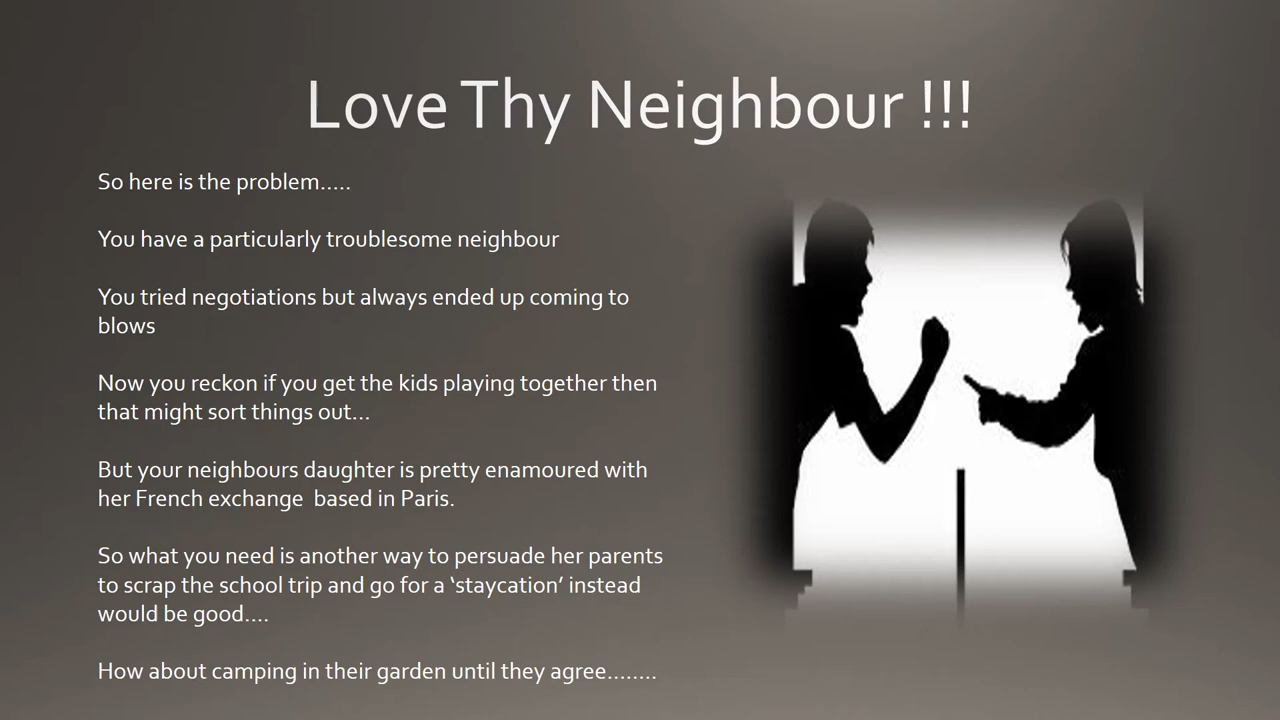 Love Thy Neighbour !!!
So here is the problem.....
You have a particularly troublesome neighbour
You tried negotiations but always ended up coming to
blows
Now you reckon if you get the kids playing together then
that might sort things out...
But your neighbours daughter is pretty enamoured with
her French exchange  based in Paris.
So what you need is another way to persuade her parents
to scrap the school trip and go for a ‘staycation’ instead
would be good....
How about camping in their garden until they agree........